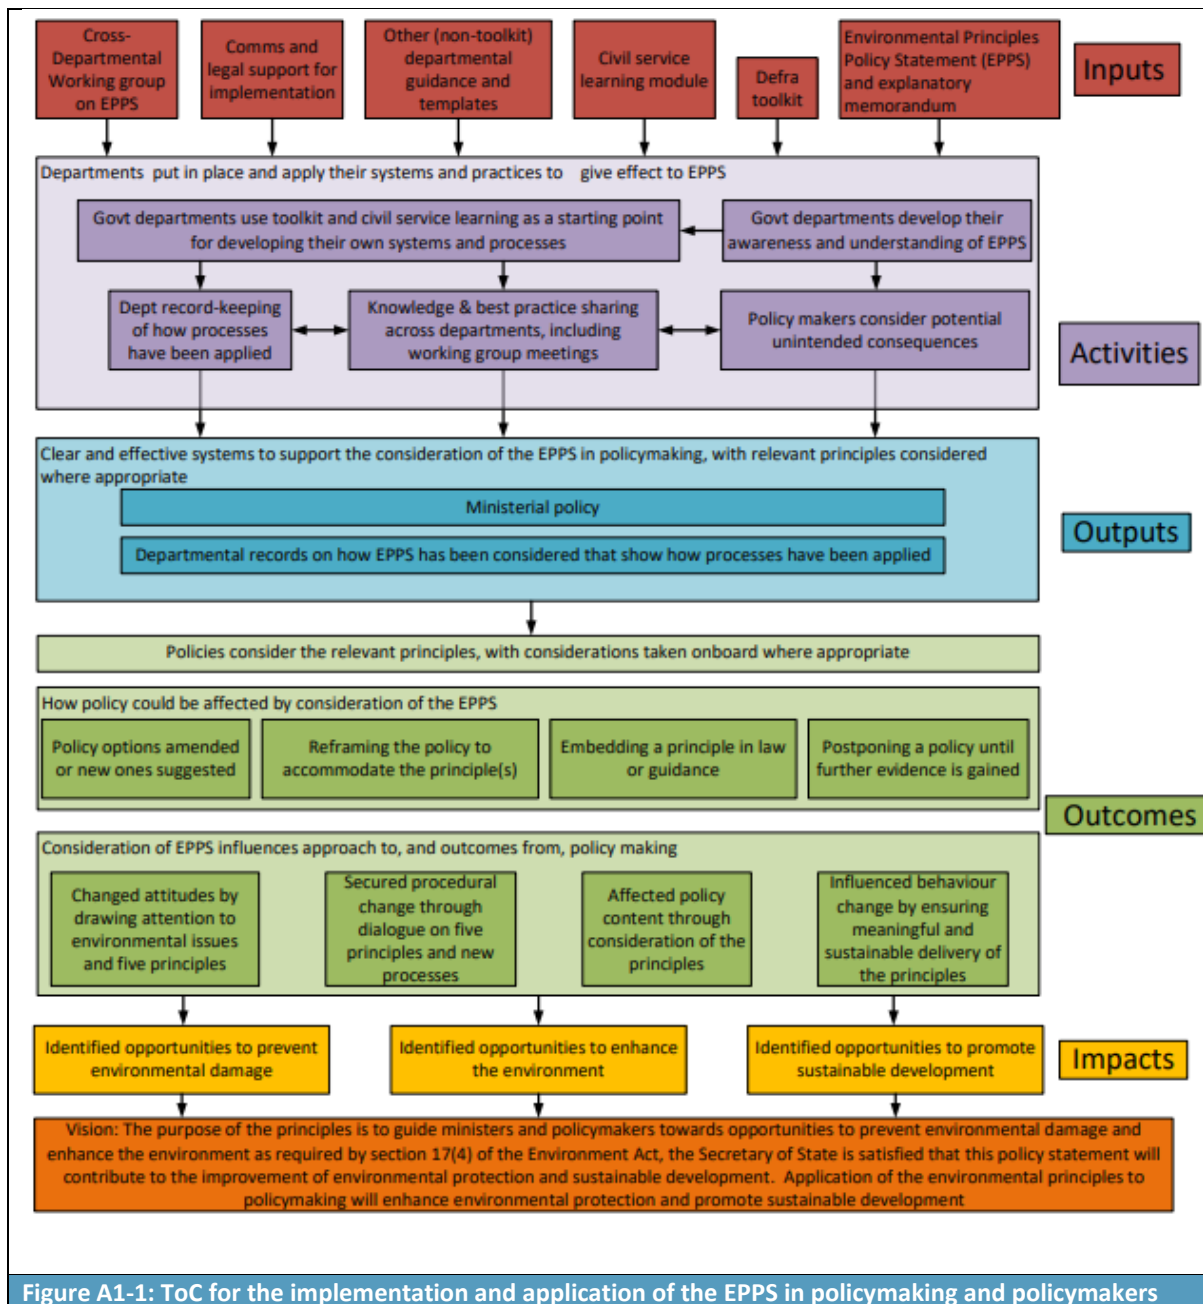 Cross-
Departmental
Working group
on EPPS
Comms and
legal support for
implementation
Other (non-toolkit)
departmental
guidance and
templates
Civil service
learning module
Defra
toolkit
Environmental Principles
Policy Statement (EPPS)
and explanatory
memorandum
Inputs
Departments put in place and apply their systems and practices to give effect to EPPS
Govt departments use toolkit and civil service learning as a starting point
for developing their own systems and processes
Govt departments develop their
awareness and understanding of EPPS
Dept record-keeping
of how processes
have been applied
Knowledge & best practice sharing
across departments, including
working group meetings
Policy makers consider potential
unintended consequences
Activities
Clear and effective systems to support the consideration of the EPPS in policymaking, with relevant principles considered
where appropriate
Ministerial policy
Departmental records on how EPPS has been considered that show how processes have been applied
Outputs
Policies consider the relevant principles, with considerations taken onboard where appropriate
How policy could be affected by consideration of the EPPS
Policy options amended
or new ones suggested
Reframing the policy to
accommodate the principle(s)
Embedding a principle in law
or guidance
Postponing a policy until
further evidence is gained
Outcomes
Consideration of EPPS influences approach to, and outcomes from, policy making
Changed attitudes by
drawing attention to
environmental issues
and five principles
Secured procedural
change through
dialogue on five
principles and new
processes
Affected policy
content through
consideration of the
principles
Influenced behaviour
change by ensuring
meaningful and
sustainable delivery of
the principles
Identified opportunities to prevent
environmental damage
Identified opportunities to enhance
the environment
Identified opportunities to promote
sustainable development
Impacts
Vision: The purpose of the principles is to guide ministers and policymakers towards opportunities to prevent environmental damage and
enhance the environment as required by section 17(4) of the Environment Act, the Secretary of State is satisfied that this policy statement will
contribute to the improvement of environmental protection and sustainable development. Application of the environmental principles to
policymaking will enhance environmental protection and promote sustainable development
Figure A1-1: ToC for the implementation and application of the EPPS in policymaking and policymakers